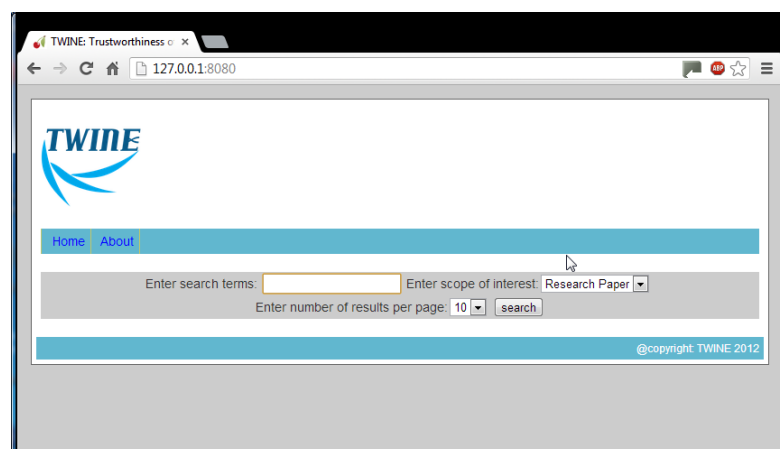 TWINE: Trustworthiness o
127.0.0.1:8080
ABP
TWINE
Home About
Enter search terms: Enter scope of interest: Research Paper
Enter number of results per page: 10 search
@copyright: TWINE 2012